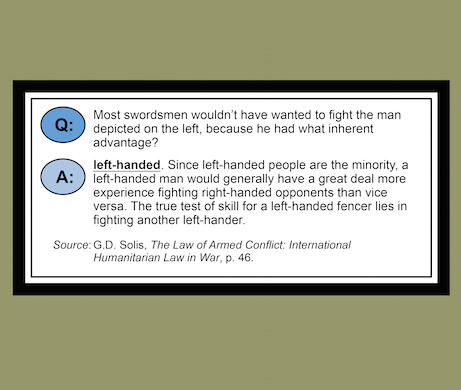 Q:
Most swordsmen wouldn't have wanted to fight the man
depicted on the left, because he had what inherent
advantage?
A:
left-handed. Since left-handed people are the minority, a
left-handed man would generally have a great deal more
experience fighting right-handed opponents than vice
versa. The true test of skill for a left-handed fencer lies in
fighting another left-hander.
Source: G.D. Solis, The Law of Armed Conflict: International
Humanitarian Law in War, p. 46.